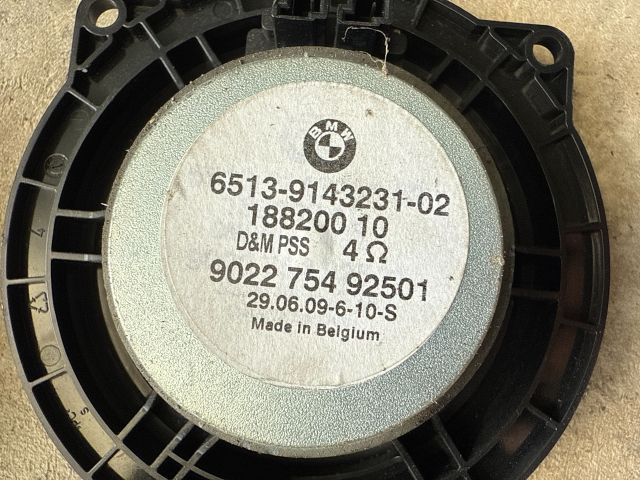 BMW
6513-9143231-02
188200 10
D&M PSS 4 Ω
9022 754 92501
29.06.09-6-10-S
Made in Belgium